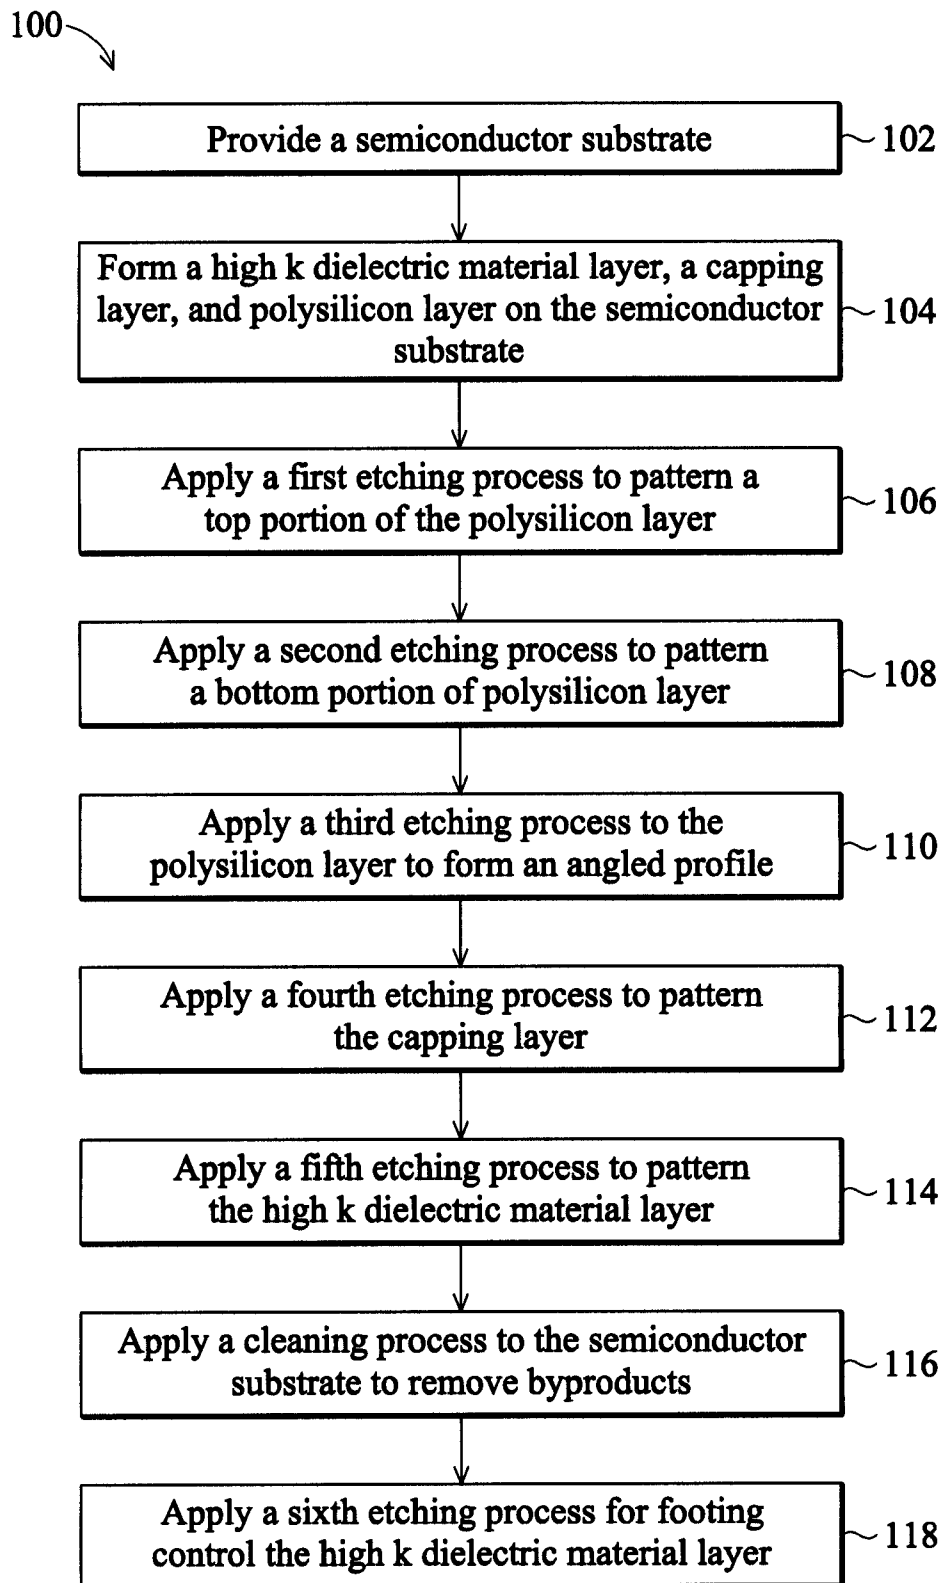 100
Provide a semiconductor substrate
102
Form a high k dielectric material layer, a capping
layer, and polysilicon layer on the semiconductor
substrate
104
Apply a first etching process to pattern a
top portion of the polysilicon layer
106
Apply a second etching process to pattern
a bottom portion of polysilicon layer
108
Apply a third etching process to the
polysilicon layer to form an angled profile
110
Apply a fourth etching process to pattern
the capping layer
112
Apply a fifth etching process to pattern
the high k dielectric material layer
114
Apply a cleaning process to the semiconductor
substrate to remove byproducts
116
Apply a sixth etching process for footing
control the high k dielectric material layer
118